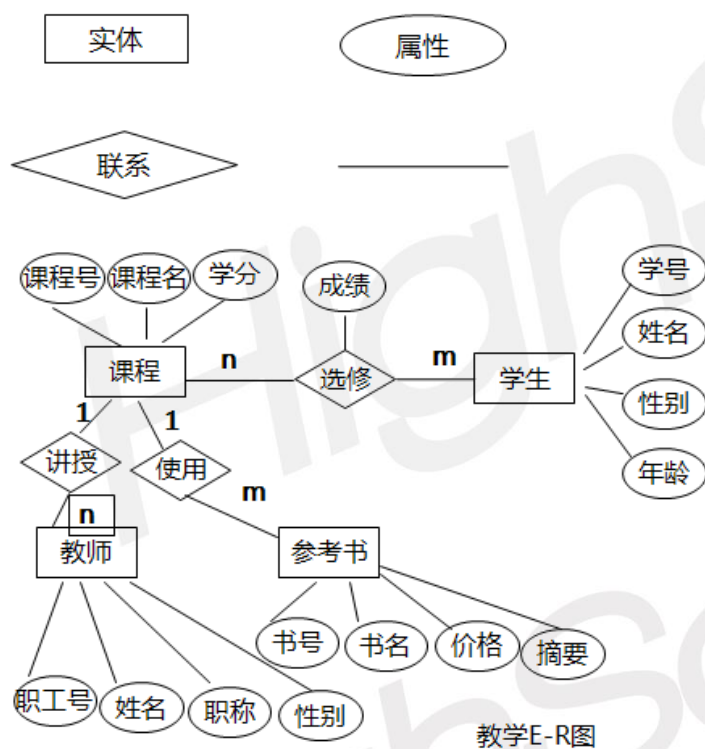 实体
属性
联系
课程号
课程名
学分
成绩
学号
姓名
课程
n
选修
m
学生
性别
1
1
讲授
使用
年龄
n
m
教师
参考书
书号
书名
价格
摘要
职工号
姓名
职称
性别
教学E-R图